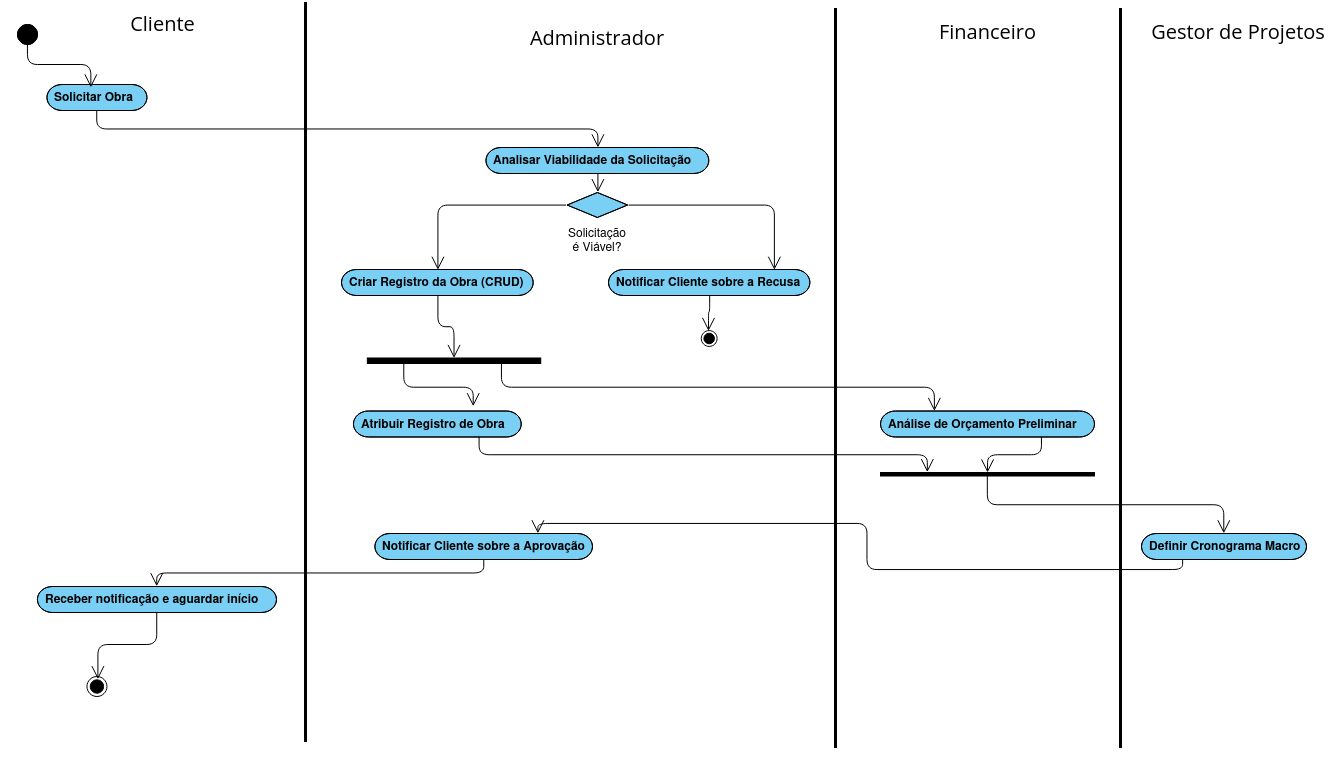 Cliente
Administrador
Financeiro
Gestor de Projetos
Solicitar Obra
Analisar Viabilidade da Solicitação
Solicitação
é Viável?
Criar Registro da Obra (CRUD)
Notificar Cliente sobre a Recusa
Atribuir Registro de Obra
Análise de Orçamento Preliminar
Notificar Cliente sobre a Aprovação
Definir Cronograma Macro
Receber notificação e aguardar início